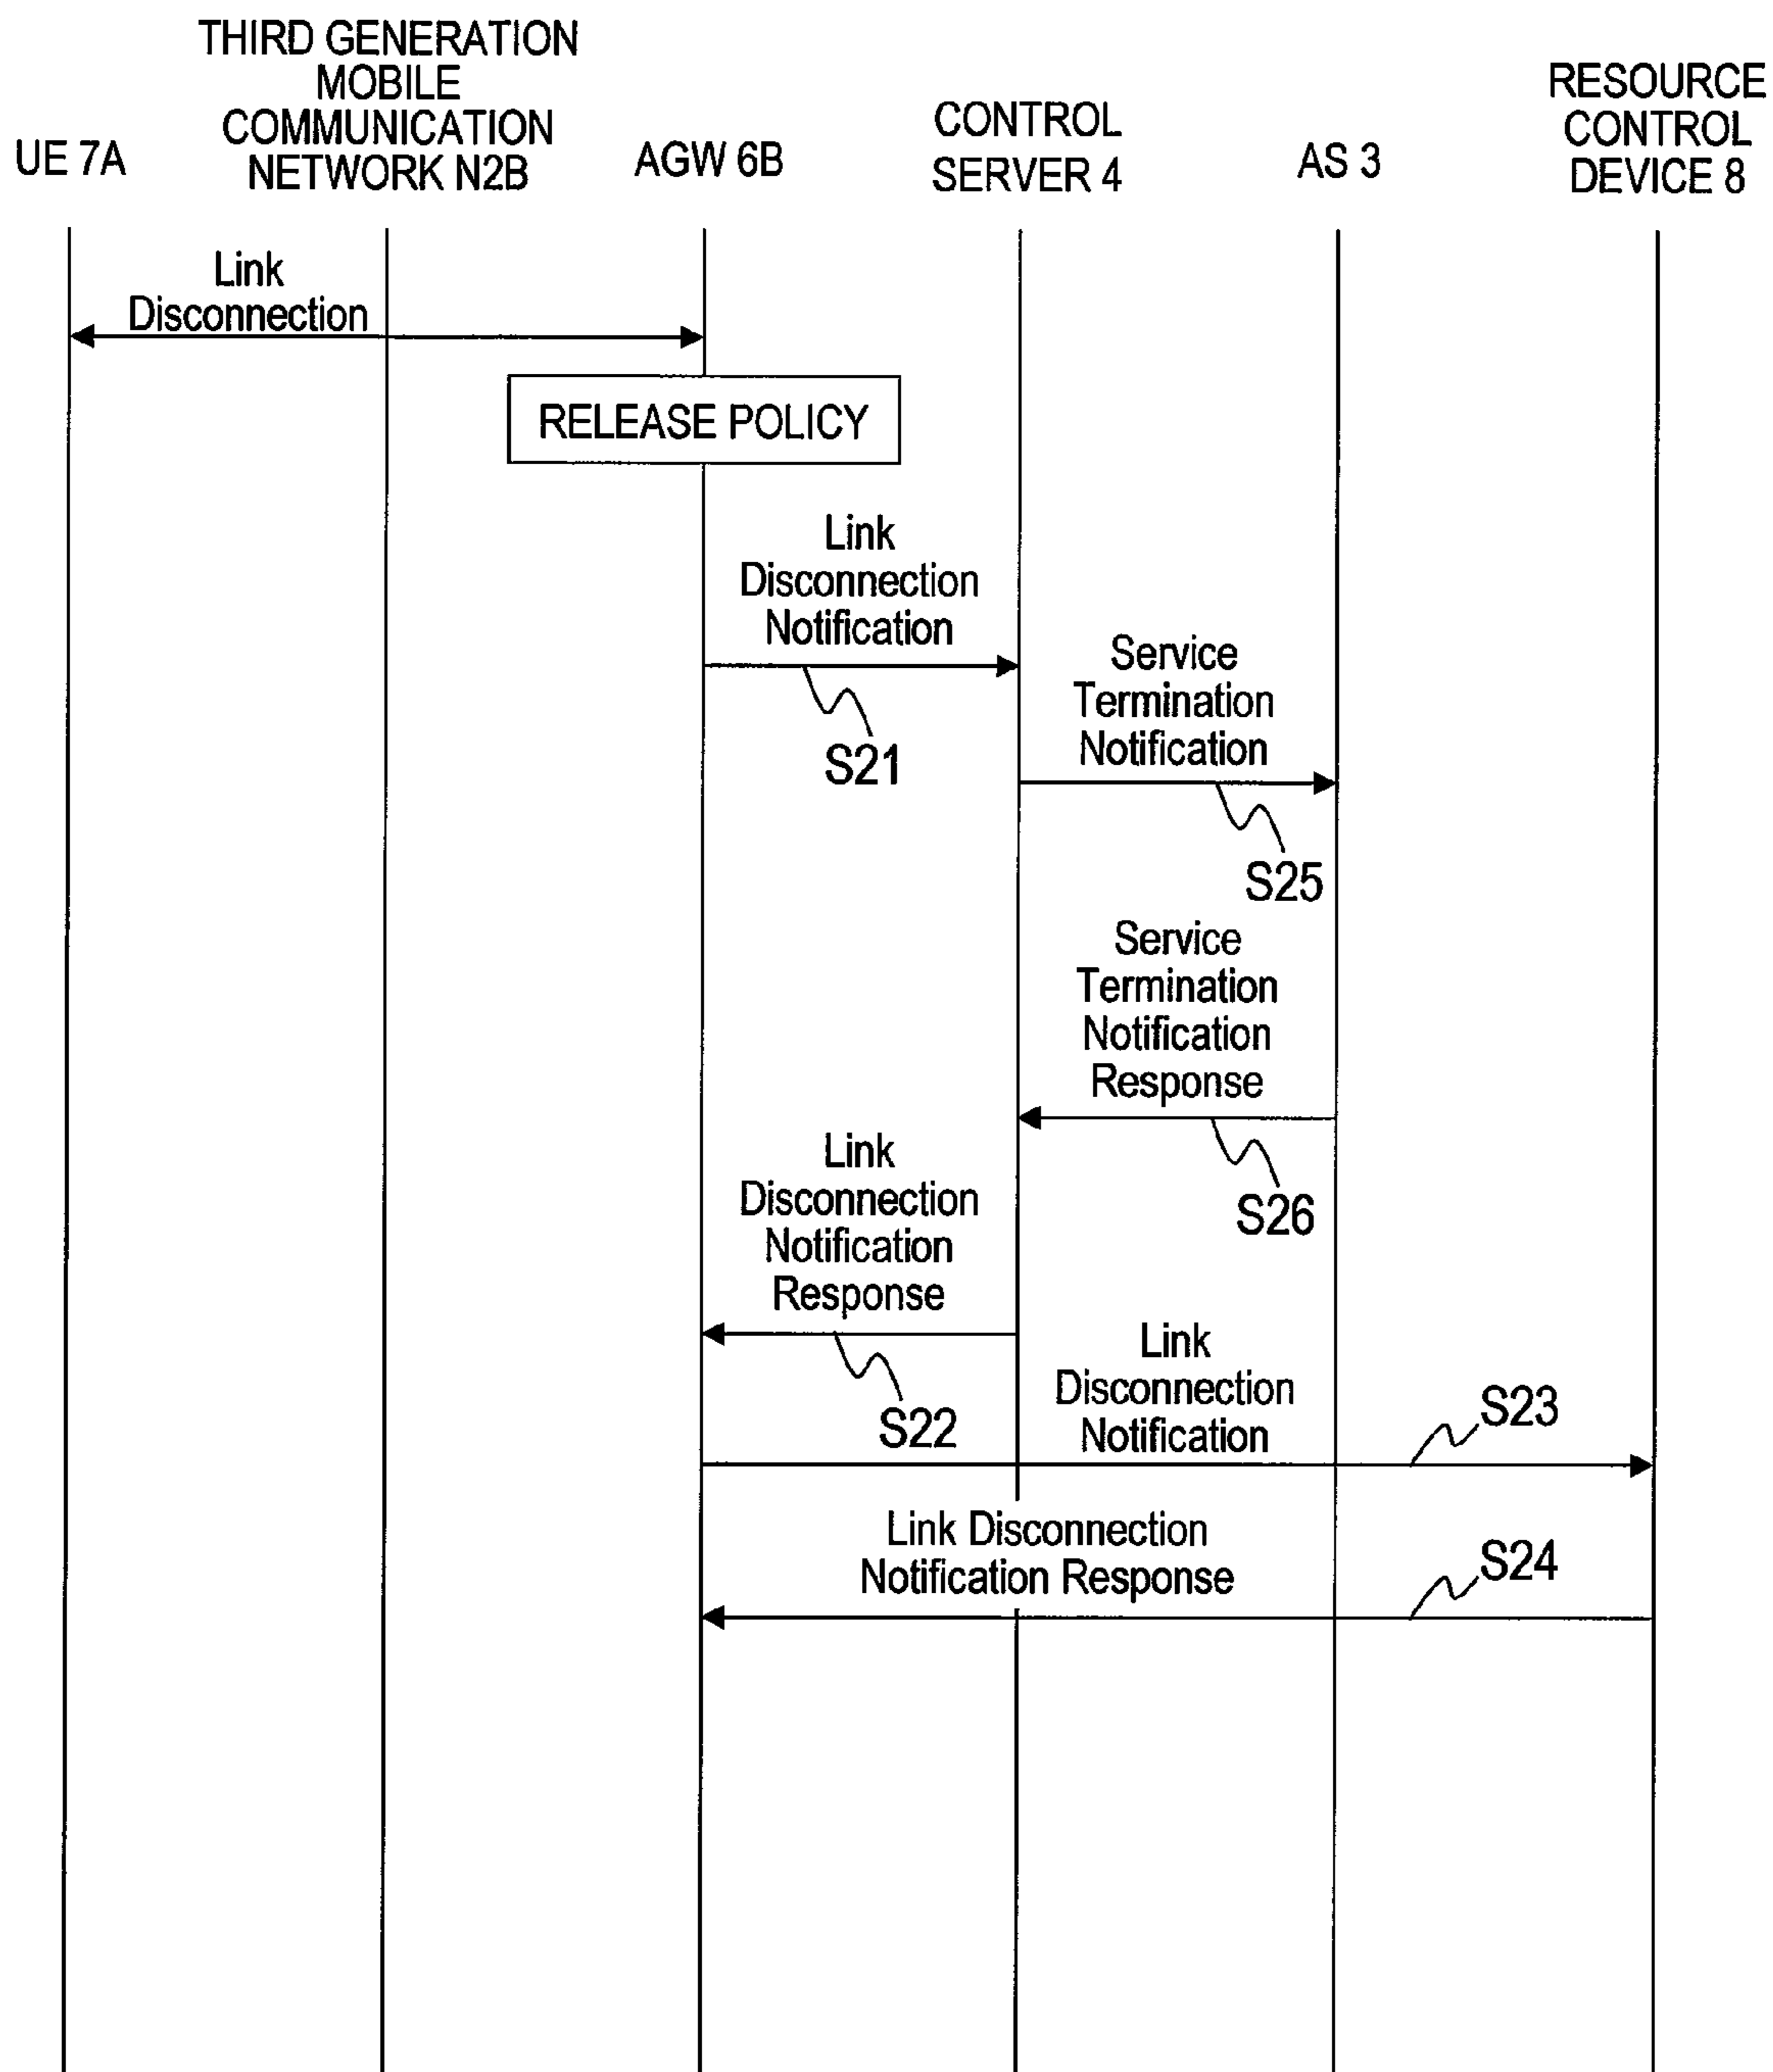 THIRD GENERATION
MOBILE
COMMUNICATION
NETWORK N2B
UE 7A
AGW 6B
CONTROL
SERVER 4
AS 3
RESOURCE
CONTROL
DEVICE 8
Link
Disconnection
RELEASE POLICY
Link
Disconnection
Notification
S21
Service
Termination
Notification
S25
Service
Termination
Notification
Response
S26
Link
Disconnection
Notification
Response
S22
Link
Disconnection
Notification
S23
Link Disconnection
Notification Response
S24